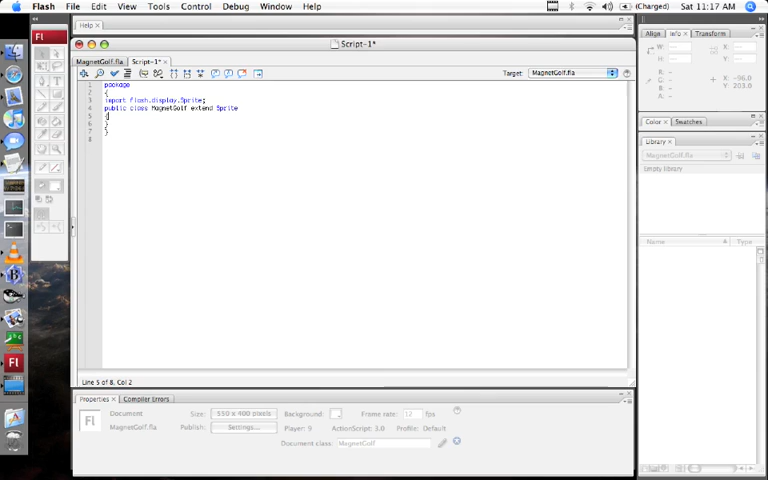 Flash File Edit View Tools Control Debug Window Help
(Charged) Sat 11:17 AM
Help ×
Script-1*
MagnetGolf.fla Script-1* ×
Target: MagnetGolf.fla
1 package
2 {
3 import flash.display.Sprite;
4 public class MagnetGolf extend Sprite
5 {
6 }
7 }
8
Line 5 of 8, Col 2
Fl
Align Info × Transform
W:
H:
X:
Y:
R:
G:
B:
A:
X: -96.0
Y: 203.0
Color Swatches
Library ×
MagnetGolf.fla
Empty library
Name Type
Properties × Compiler Errors
Fl
Document
MagnetGolf.fla
Size: 550 x 400 pixels Background: Frame rate: 12 fps
Publish: Settings... Player: 9 ActionScript: 3.0 Profile: Default
Document class: MagnetGolf
Fl